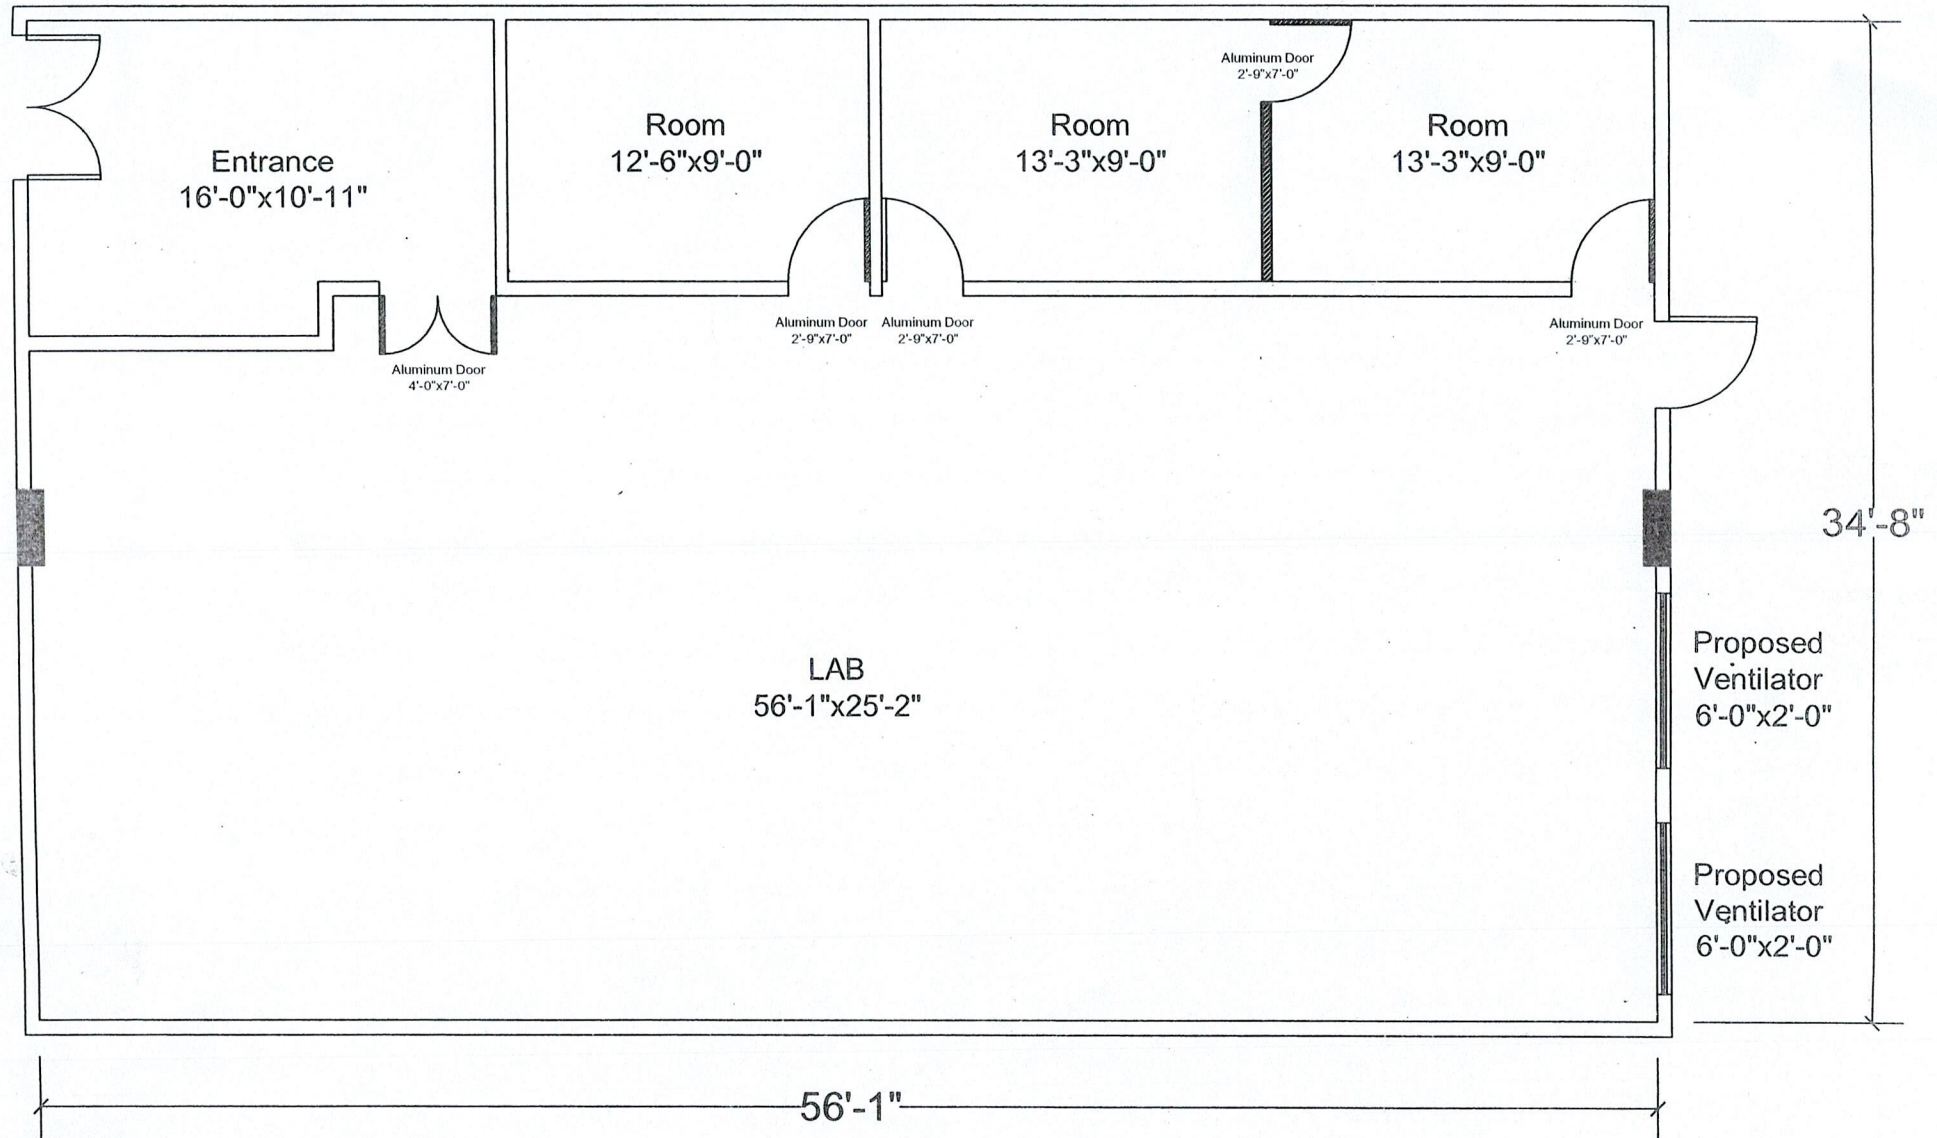 Aluminum Door
2'-9"x7'-0"
Entrance
16'-0"x10'-11"
Room
12'-6"x9'-0"
Room
13'-3"x9'-0"
Room
13'-3"x9'-0"
Aluminum Door
4'-0"x7'-0"
Aluminum Door
2'-9"x7'-0"
Aluminum Door
2'-9"x7'-0"
Aluminum Door
2'-9"x7'-0"
34'-8"
LAB
56'-1"x25'-2"
Proposed
Ventilator
6'-0"x2'-0"
Proposed
Ventilator
6'-0"x2'-0"
56'-1"